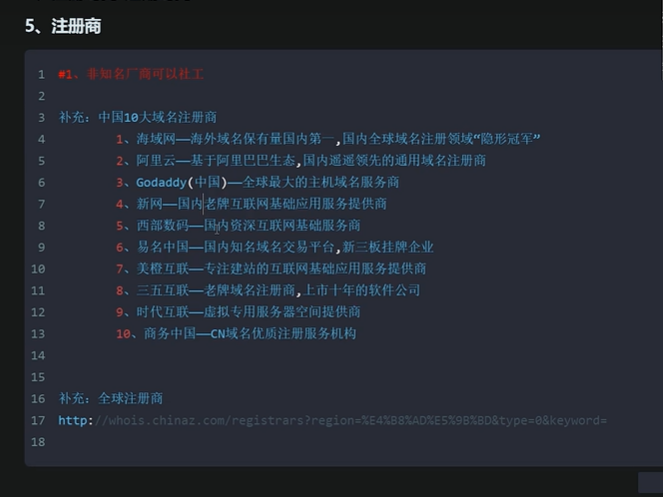 5、注册商
1 #1、非知名厂商可以社工
2
3 补充：中国10大域名注册商
4 1、海域网——海外域名保有量国内第一,国内全球域名注册领域“隐形冠军”
5 2、阿里云——基于阿里巴巴生态,国内遥遥领先的通用域名注册商
6 3、Godaddy(中国)——全球最大的主机域名服务商
7 4、新网——国内老牌互联网基础应用服务提供商
8 5、西部数码——国内资深互联网基础服务商
9 6、易名中国——国内知名域名交易平台,新三板挂牌企业
10 7、美橙互联——专注建站的互联网基础应用服务提供商
11 8、三五互联——老牌域名注册商,上市十年的软件公司
12 9、时代互联——虚拟专用服务器空间提供商
13 10、商务中国——CN域名优质注册服务机构
14
15
16 补充：全球注册商
17 http://whois.chinaz.com/registrars?region=%E4%B8%AD%E5%9B%BD&type=0&keyword=
18